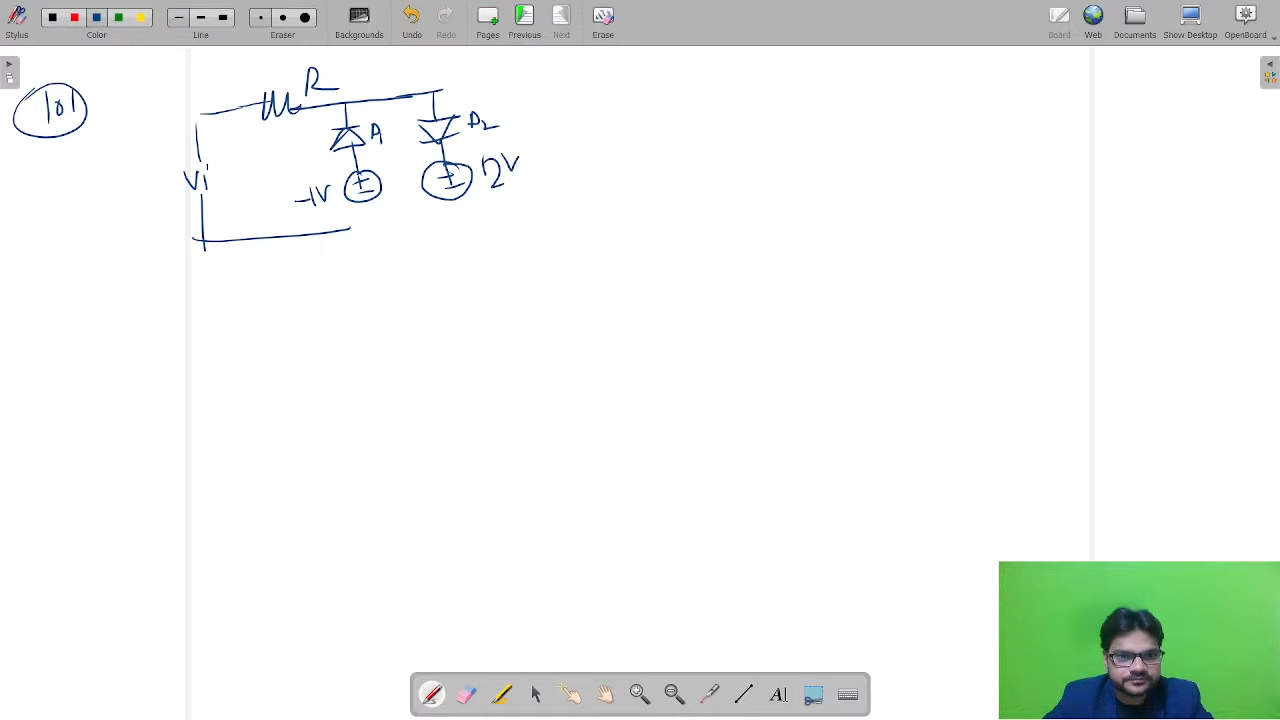 Stylus Color Line Eraser Backgrounds Undo Redo Pages Previous Next Erase Board Web Documents Show Desktop OpenBoard
101
R
D1 D2
Vi -1V 2V